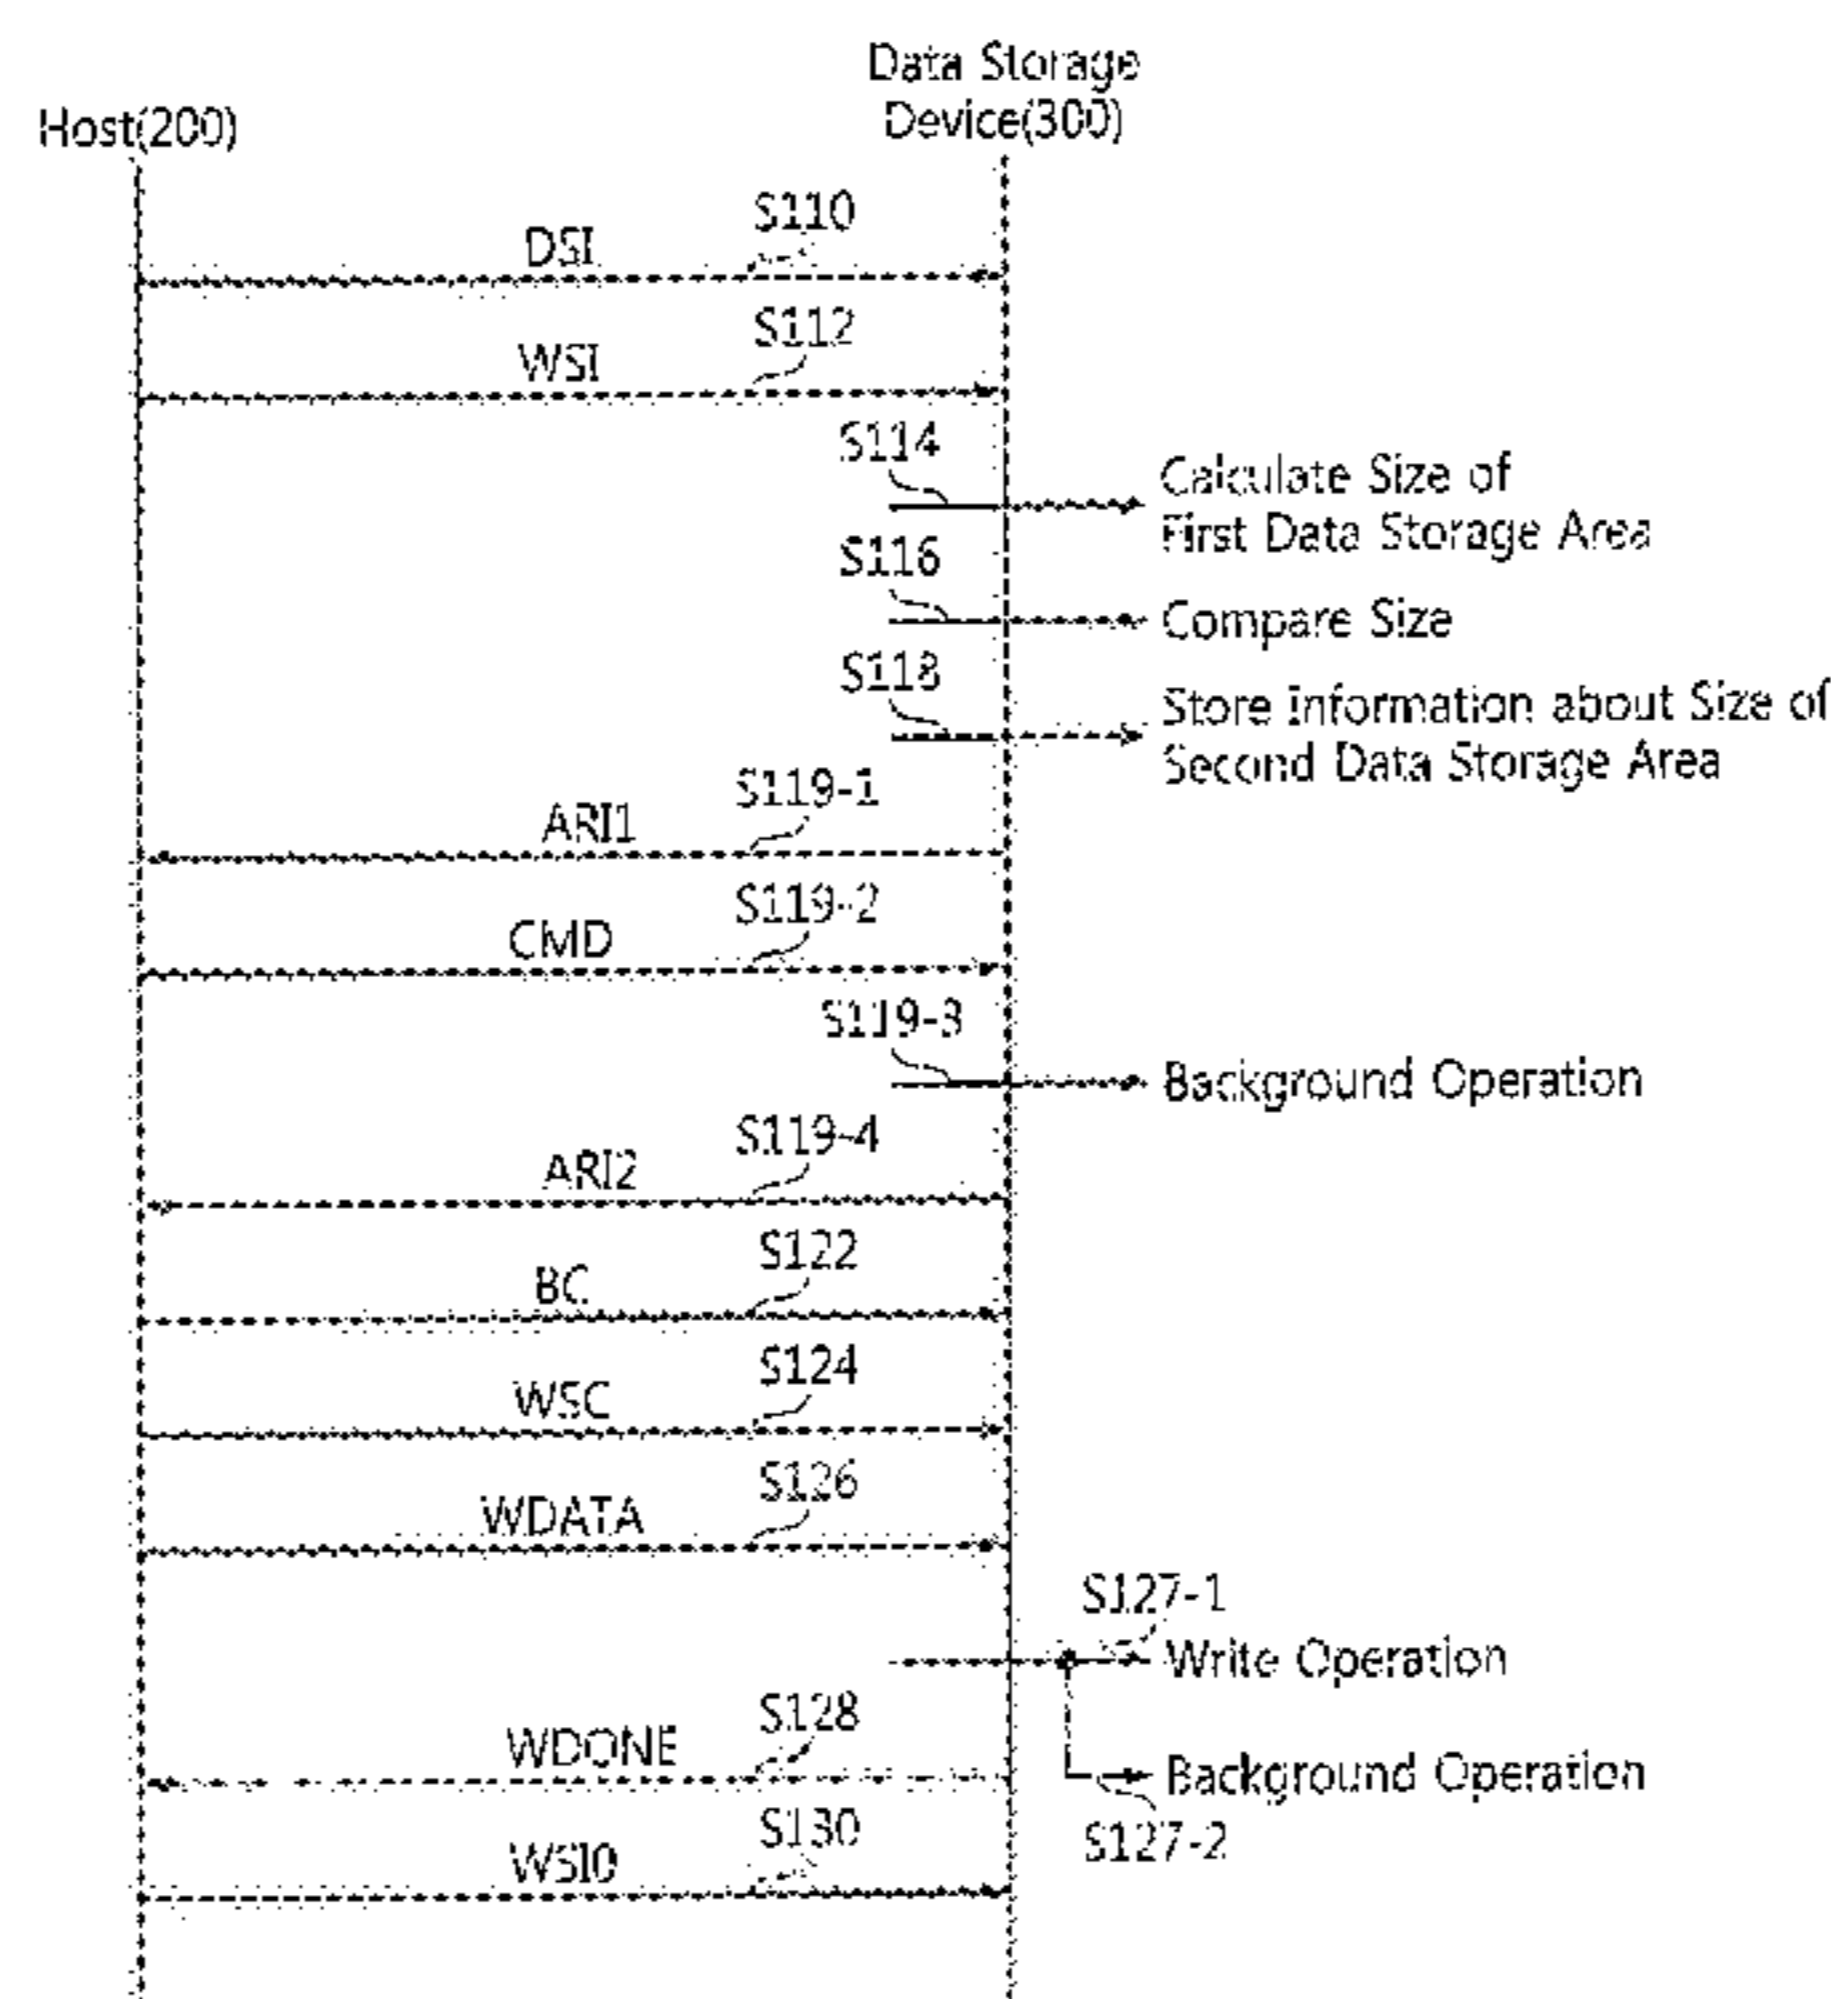 Data Storage
Device(300)
Host(200)
S110
DSI
S112
WSI
S114
Calculate Size of
First Data Storage Area
S116
Compare Size
S118
Store Information about Size of
Second Data Storage Area
S119-1
ARI1
S119-2
CMD
S119-3
Background Operation
S119-4
ARI2
S122
BC
S124
WSC
S126
WDATA
S127-1
Write Operation
S128
WDONE
Background Operation
S127-2
S130
WSI0